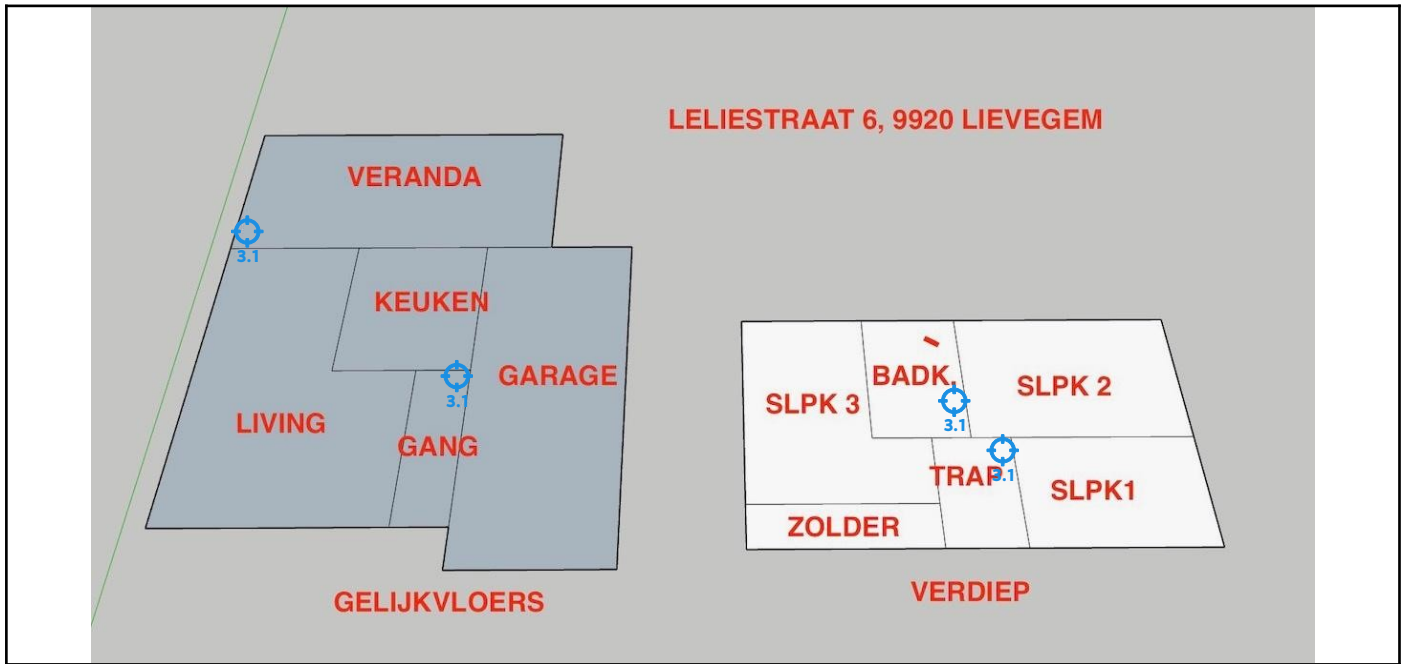 LELIESTRAAT 6, 9920 LIEVEGEM
VERANDA
3.1
KEUKEN
GARAGE
3.1
LIVING
GANG
GELIJKVLOERS
BADK.
SLPK 2
SLPK 3
3.1
TRAP
3.1
SLPK1
ZOLDER
VERDIEP